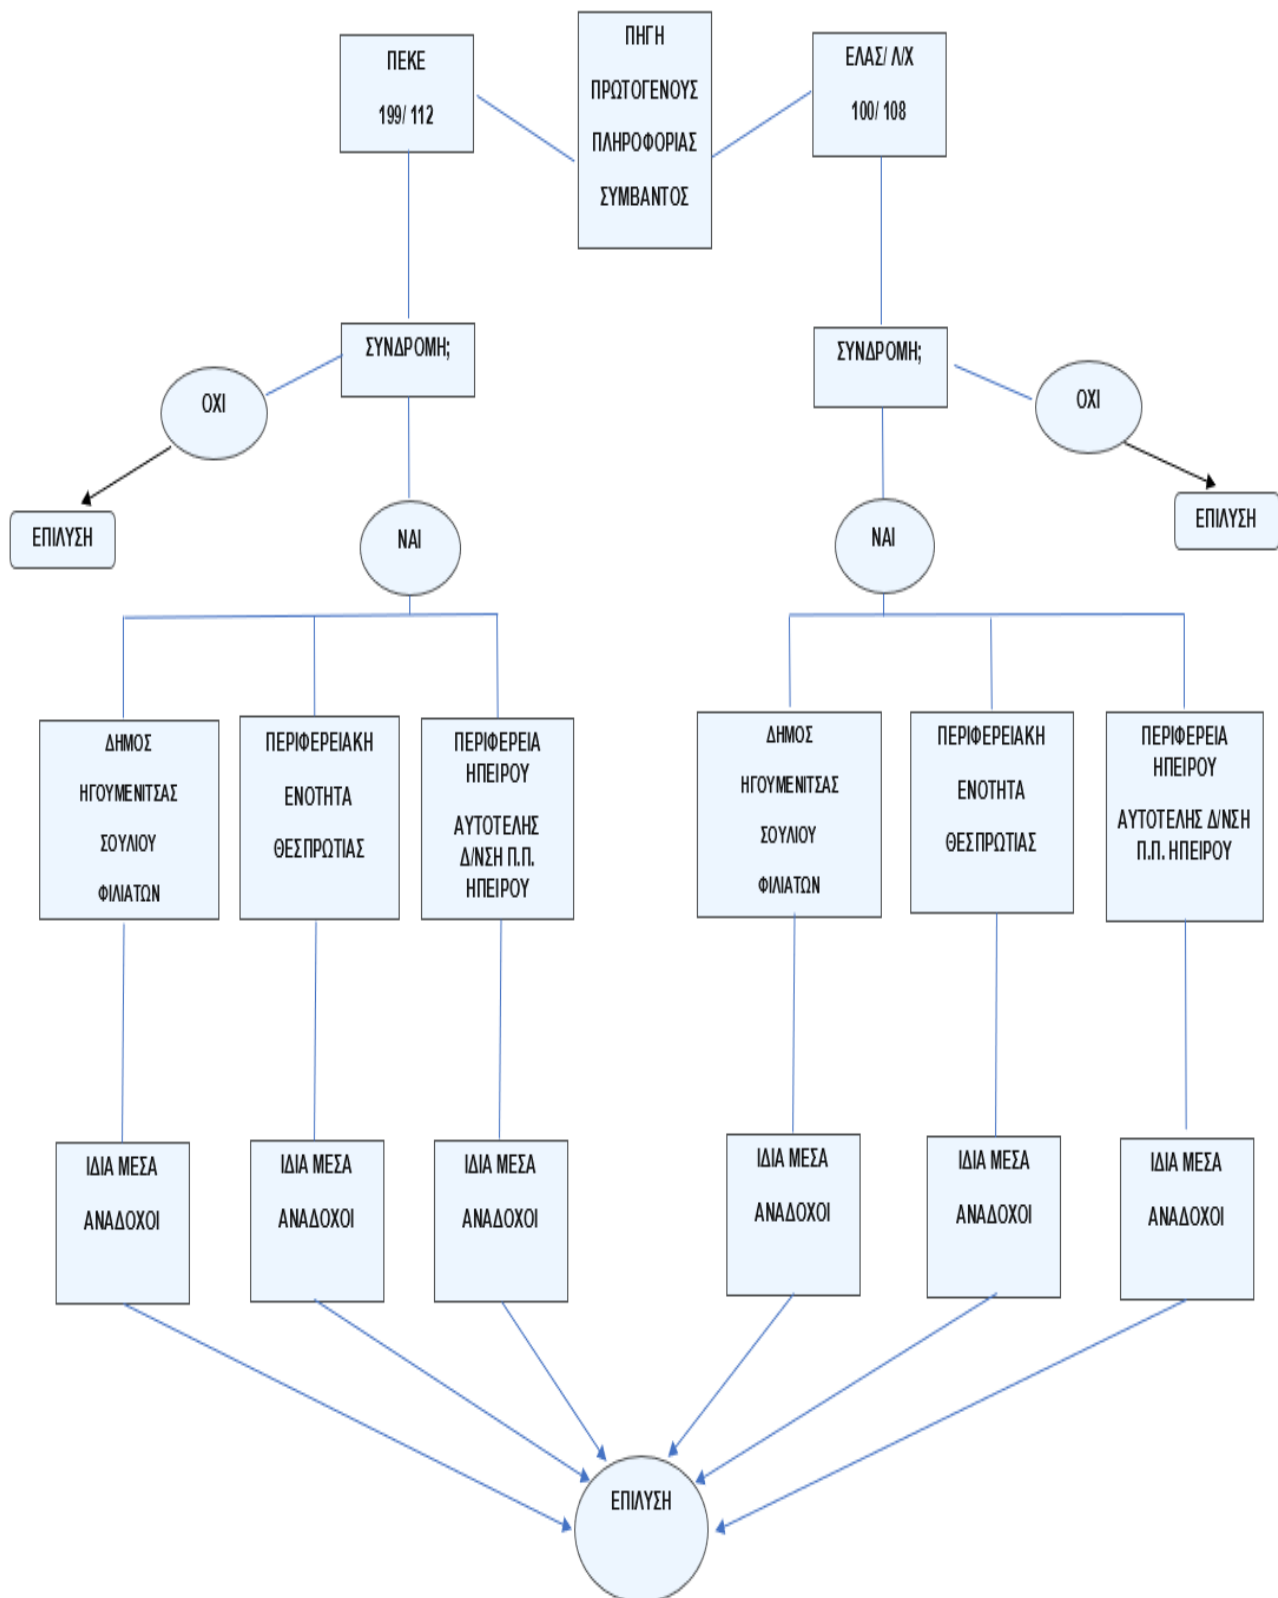 ΠΕΚΕ
199/ 112
ΠΗΓΗ
ΠΡΩΤΟΓΕΝΟΥΣ
ΠΛΗΡΟΦΟΡΙΑΣ
ΣΥΜΒΑΝΤΟΣ
ΕΛΑΣ/ Λ/Χ
100/ 108
ΣΥΝΔΡΟΜΗ;
ΣΥΝΔΡΟΜΗ;
ΟΧΙ
ΟΧΙ
ΕΠΙΛΥΣΗ
ΝΑΙ
ΝΑΙ
ΕΠΙΛΥΣΗ
ΔΗΜΟΣ
ΗΓΟΥΜΕΝΙΤΣΑΣ
ΣΟΥΛΙΟΥ
ΦΙΛΙΑΤΩΝ
ΠΕΡΙΦΕΡΕΙΑΚΗ
ΕΝΟΤΗΤΑ
ΘΕΣΠΡΩΤΙΑΣ
ΠΕΡΙΦΕΡΕΙΑ
ΗΠΕΙΡΟΥ
ΑΥΤΟΤΕΛΗΣ
Δ/ΝΣΗ Π.Π.
ΗΠΕΙΡΟΥ
ΔΗΜΟΣ
ΗΓΟΥΜΕΝΙΤΣΑΣ
ΣΟΥΛΙΟΥ
ΦΙΛΙΑΤΩΝ
ΠΕΡΙΦΕΡΕΙΑΚΗ
ΕΝΟΤΗΤΑ
ΘΕΣΠΡΩΤΙΑΣ
ΠΕΡΙΦΕΡΕΙΑ
ΗΠΕΙΡΟΥ
ΑΥΤΟΤΕΛΗΣ Δ/ΝΣΗ
Π.Π. ΗΠΕΙΡΟΥ
ΙΔΙΑ ΜΕΣΑ
ΑΝΑΔΟΧΟΙ
ΙΔΙΑ ΜΕΣΑ
ΑΝΑΔΟΧΟΙ
ΙΔΙΑ ΜΕΣΑ
ΑΝΑΔΟΧΟΙ
ΙΔΙΑ ΜΕΣΑ
ΑΝΑΔΟΧΟΙ
ΙΔΙΑ ΜΕΣΑ
ΑΝΑΔΟΧΟΙ
ΙΔΙΑ ΜΕΣΑ
ΑΝΑΔΟΧΟΙ
ΕΠΙΛΥΣΗ